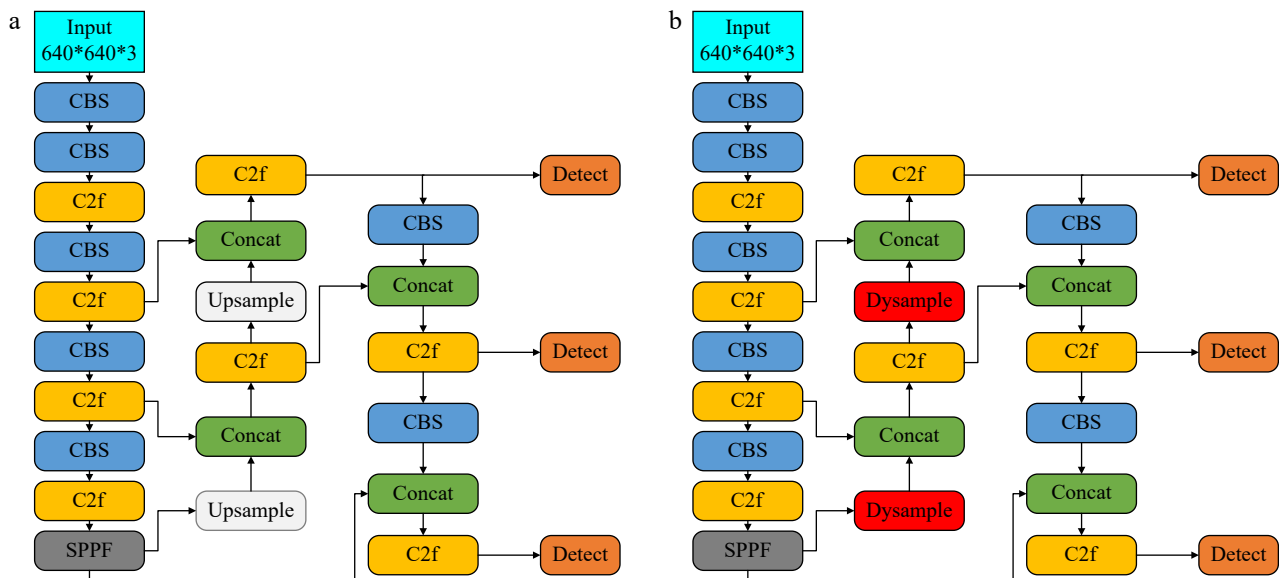 a
Input
640*640*3
CBS
CBS
C2f
CBS
C2f
CBS
C2f
CBS
C2f
SPPF
C2f
Concat
Upsample
C2f
Concat
Upsample
CBS
Concat
C2f
CBS
Concat
C2f
Detect
Detect
Detect
b
Input
640*640*3
CBS
CBS
C2f
CBS
C2f
CBS
C2f
CBS
C2f
SPPF
C2f
Concat
Dysample
C2f
Concat
Dysample
CBS
Concat
C2f
CBS
Concat
C2f
Detect
Detect
Detect